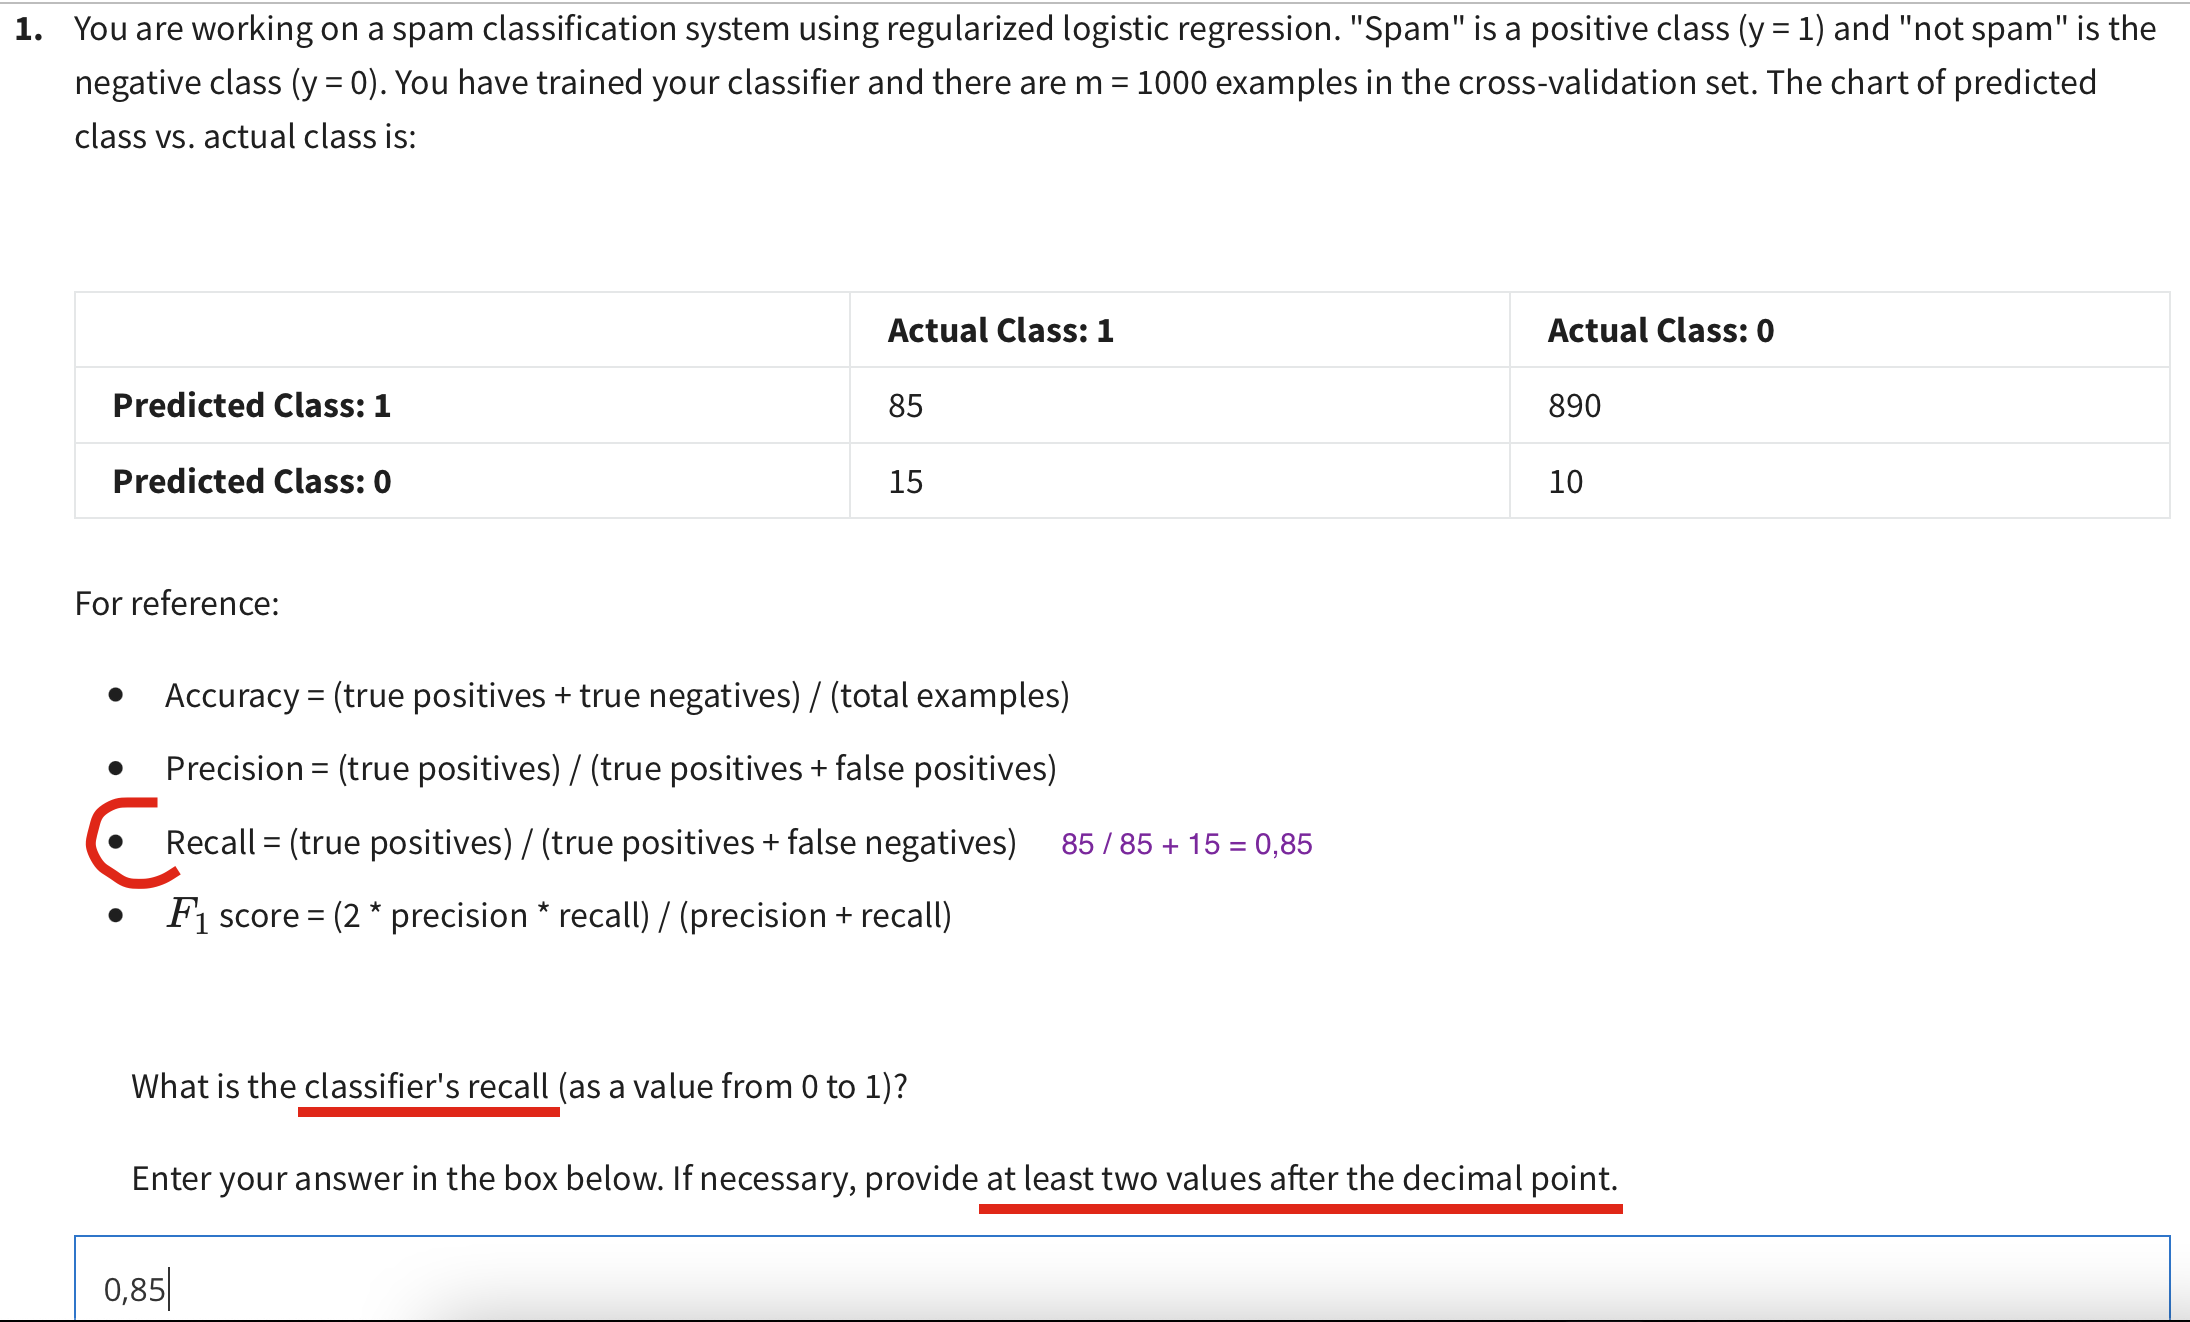 1. You are working on a spam classification system using regularized logistic regression. "Spam" is a positive class (y = 1) and "not spam" is the
negative class (y = 0). You have trained your classifier and there are m = 1000 examples in the cross-validation set. The chart of predicted
class vs. actual class is:
Actual Class: 1 Actual Class: 0
Predicted Class: 1 85 890
Predicted Class: 0 15 10
For reference:
• Accuracy = (true positives + true negatives) / (total examples)
• Precision = (true positives) / (true positives + false positives)
• Recall = (true positives) / (true positives + false negatives) 85 / 85 + 15 = 0,85
• F₁ score = (2 * precision * recall) / (precision + recall)
What is the classifier's recall (as a value from 0 to 1)?
Enter your answer in the box below. If necessary, provide at least two values after the decimal point.
0,85